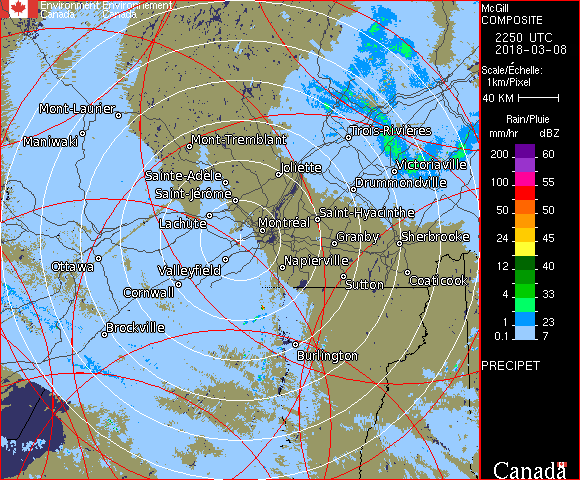 Environment Environnement
Canada Canada
McGill
COMPOSITE
2250 UTC
2018-03-08
Scale/Échelle:
1km/Pixel
40 KM
Rain/Pluie
mm/hr dBZ
200 60
150 57
100 55
50 50
24 45
12 40
4 33
1 23
0.1 7
PRECIPET
Canada
Mont-Laurier
Maniwaki
Mont-Tremblant
Trois-Rivières
Sainte-Adèle
Joliette
Victoriaville
Saint-Jérôme
Drummondville
Lachute
Montréal
Saint-Hyacinthe
Granby
Sherbrooke
Ottawa
Valleyfield
Napierville
Cornwall
Sutton
Coaticook
Brockville
Burlington